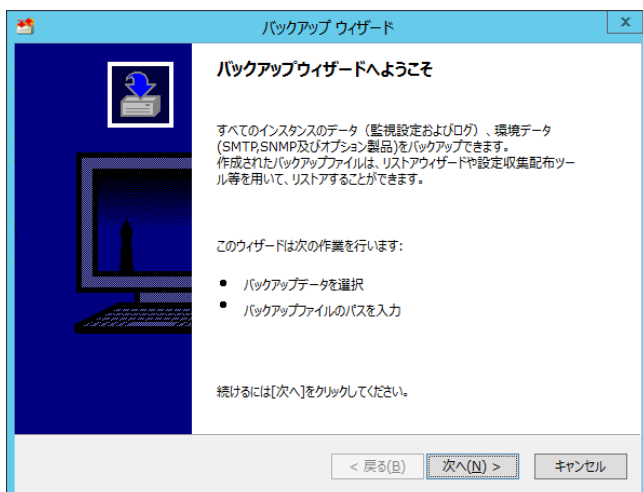 バックアップ ウィザード
x
バックアップウィザードへようこそ
すべてのインスタンスのデータ（監視設定およびログ）、環境データ
(SMTP,SNMP及びオプション製品)をバックアップできます。
作成されたバックアップファイルは、リストアウィザードや設定収集配布ツー
ル等を用いて、リストアすることができます。
このウィザードは次の作業を行います:
● バックアップデータを選択
● バックアップファイルのパスを入力
続けるには[次へ]をクリックしてください。
< 戻る(B) 次へ(N) > キャンセル